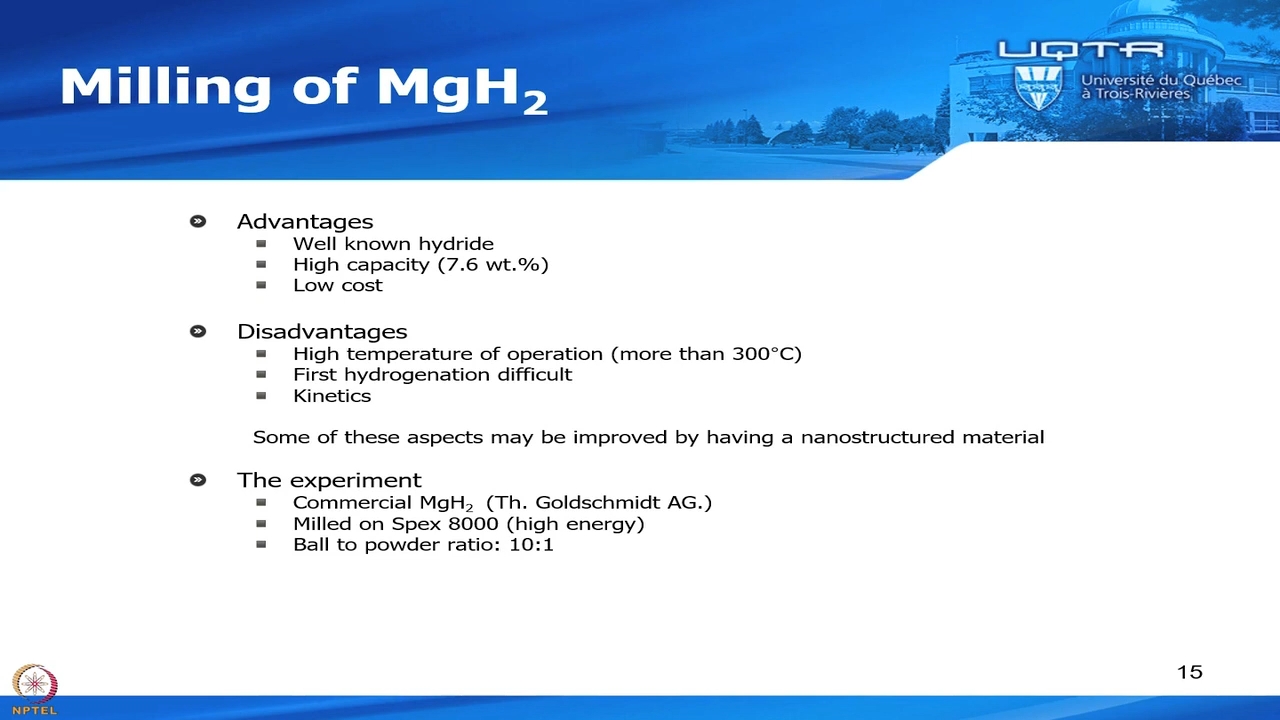 Milling of MgH₂
UQTR
Université du Québec
à Trois-Rivières
Advantages
Well known hydride
High capacity (7.6 wt.%)
Low cost
Disadvantages
High temperature of operation (more than 300°C)
First hydrogenation difficult
Kinetics
Some of these aspects may be improved by having a nanostructured material
The experiment
Commercial MgH₂ (Th. Goldschmidt AG.)
Milled on Spex 8000 (high energy)
Ball to powder ratio: 10:1
15
NPTEL